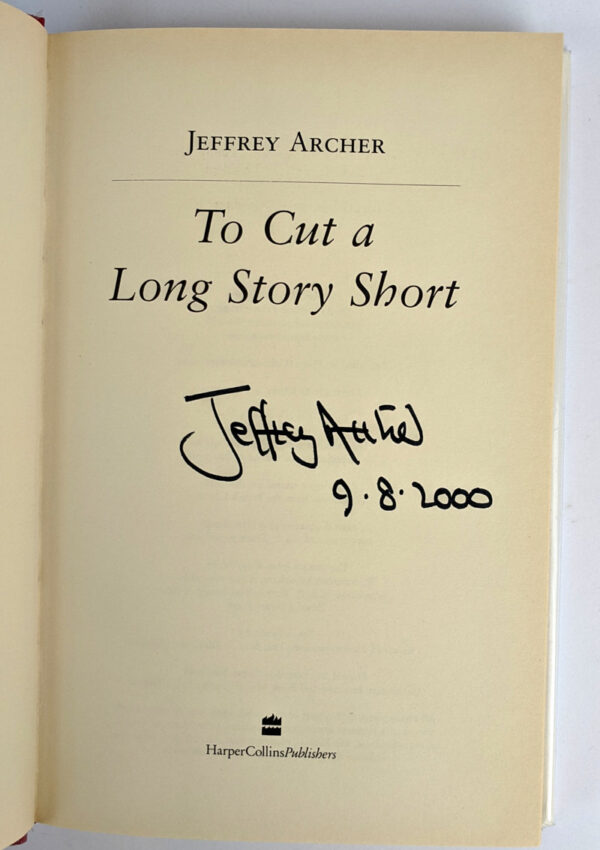 JEFFREY ARCHER
To Cut a
Long Story Short
Jeffrey Archer
9.8.2000
HarperCollinsPublishers